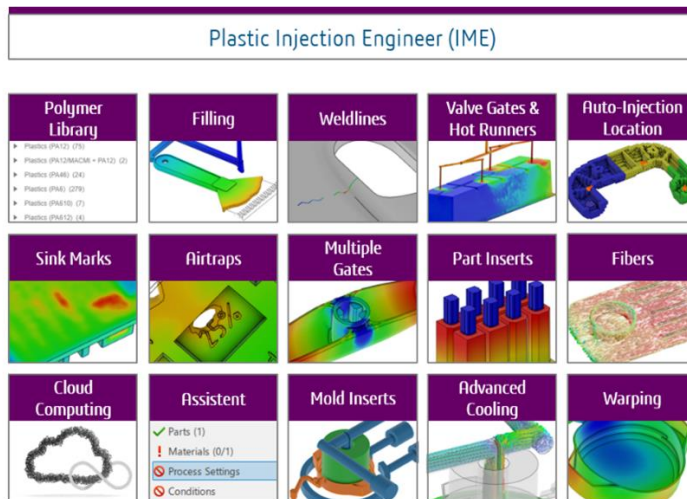 Plastic Injection Engineer (IME)
Polymer
Library
Plastics (PA12) (75)
Plastics (PA12/MACMI + PA12) (2)
Plastics (PA46) (24)
Plastics (PA6) (279)
Plastics (PA610) (7)
Plastics (PA612) (4)
Filling
Weldlines
Valve Gates &
Hot Runners
Auto-Injection
Location
Sink Marks
Airtraps
Multiple
Gates
Part Inserts
Fibers
Cloud
Computing
Assistent
Parts (1)
Materials (0/1)
Process Settings
Conditions
Mold Inserts
Advanced
Cooling
Warping